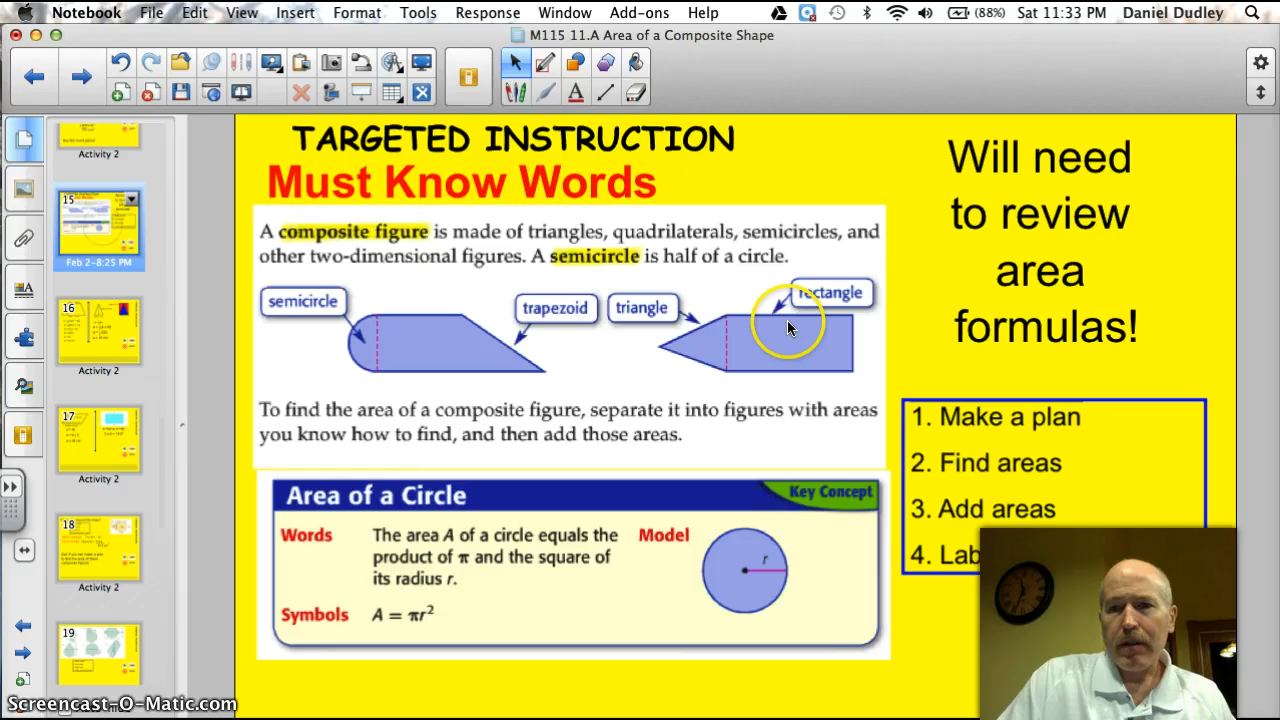 Notebook File Edit View Insert Format Tools Response Window Add-ons Help (88%) Sat 11:33 PM Daniel Dudley
M115 11.A Area of a Composite Shape
TARGETED INSTRUCTION
Must Know Words
A composite figure is made of triangles, quadrilaterals, semicircles, and
other two-dimensional figures. A semicircle is half of a circle.
semicircle
trapezoid
triangle
rectangle
To find the area of a composite figure, separate it into figures with areas
you know how to find, and then add those areas.
Area of a Circle
Key Concept
Words The area A of a circle equals the
product of π and the square of
its radius r.
Model
r
Symbols A = πr²
Will need
to review
area
formulas!
1. Make a plan
2. Find areas
3. Add areas
4. Lab
Activity 2
15
Feb 2-8:25 PM
16
Activity 2
17
Activity 2
18
Activity 2
19
Screencast-O-Matic.com